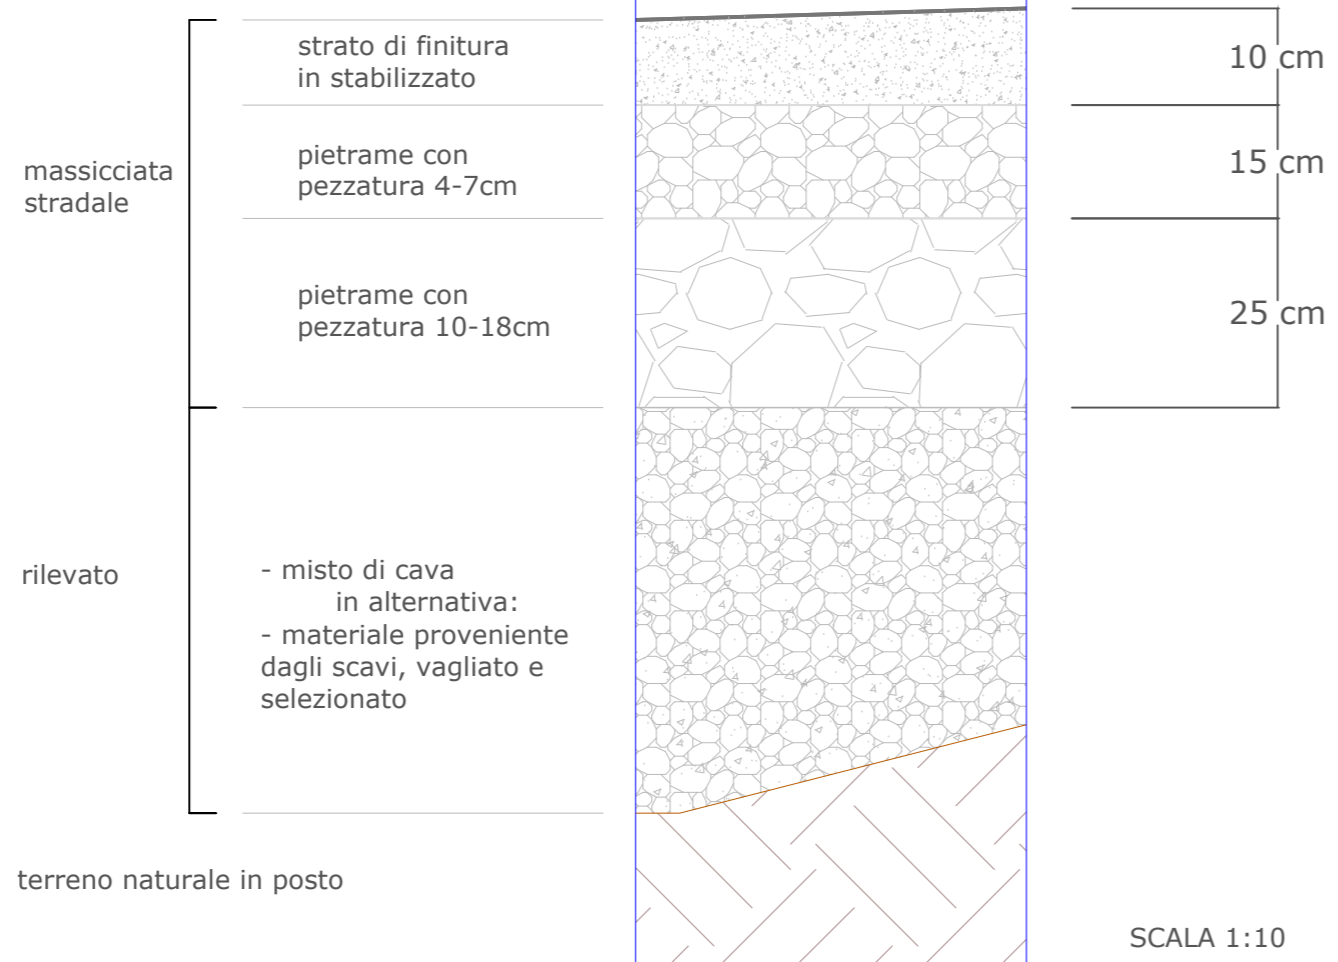 strato di finitura
in stabilizzato
10 cm
massicciata
stradale
pietrame con
pezzatura 4-7cm
15 cm
pietrame con
pezzatura 10-18cm
25 cm
rilevato
- misto di cava
in alternativa:
- materiale proveniente
dagli scavi, vagliato e
selezionato
terreno naturale in posto
SCALA 1:10